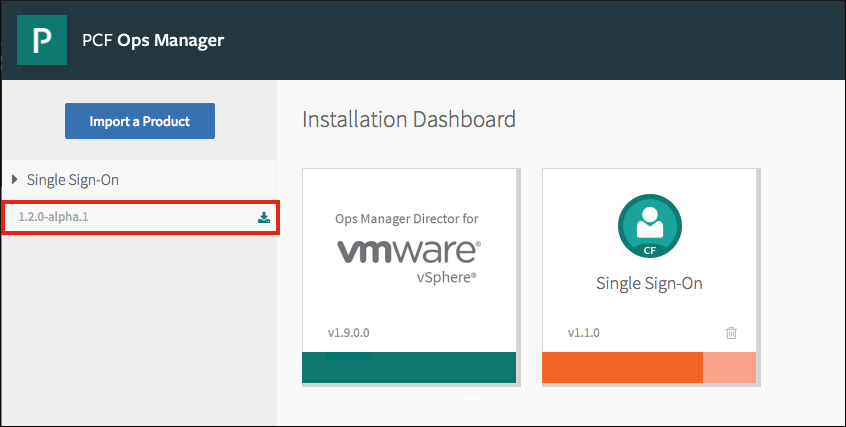 P
PCF Ops Manager
Import a Product
Single Sign-On
1.2.0-alpha.1
Installation Dashboard
Ops Manager Director for
vmware®
vSphere®
v1.9.0.0
CF
Single Sign-On
v1.1.0